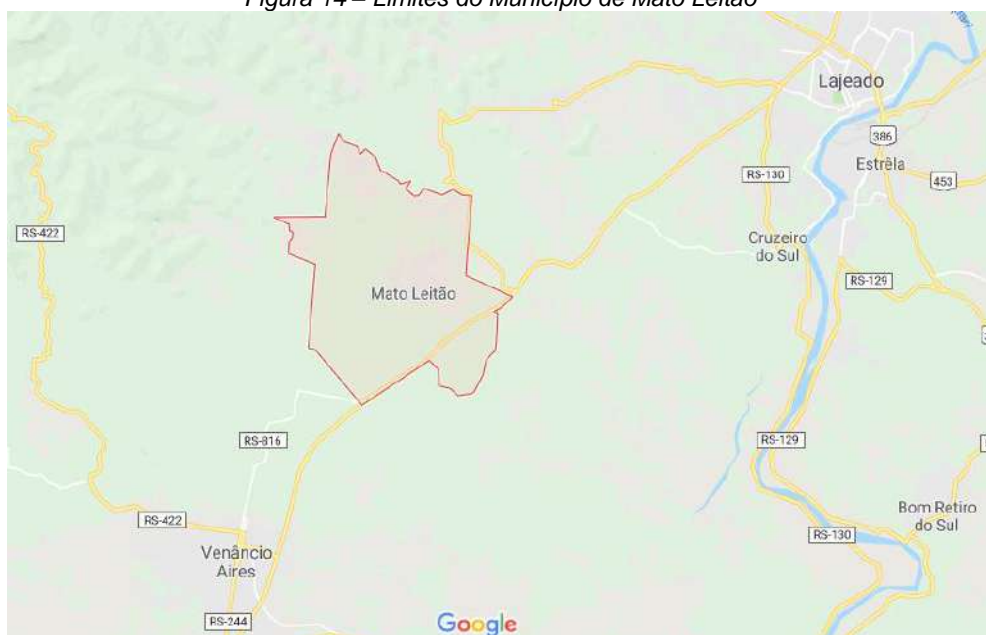 Figura 14 – Limites do Município de Mato Leitão
Lajeado
386
Estrêla
RS-130
453
RS-422
Cruzeiro
do Sul
RS-129
Mato Leitão
RS-816
RS-129
Bom Retiro
do Sul
RS-422
RS-130
Venâncio
Aires
RS-244
Google